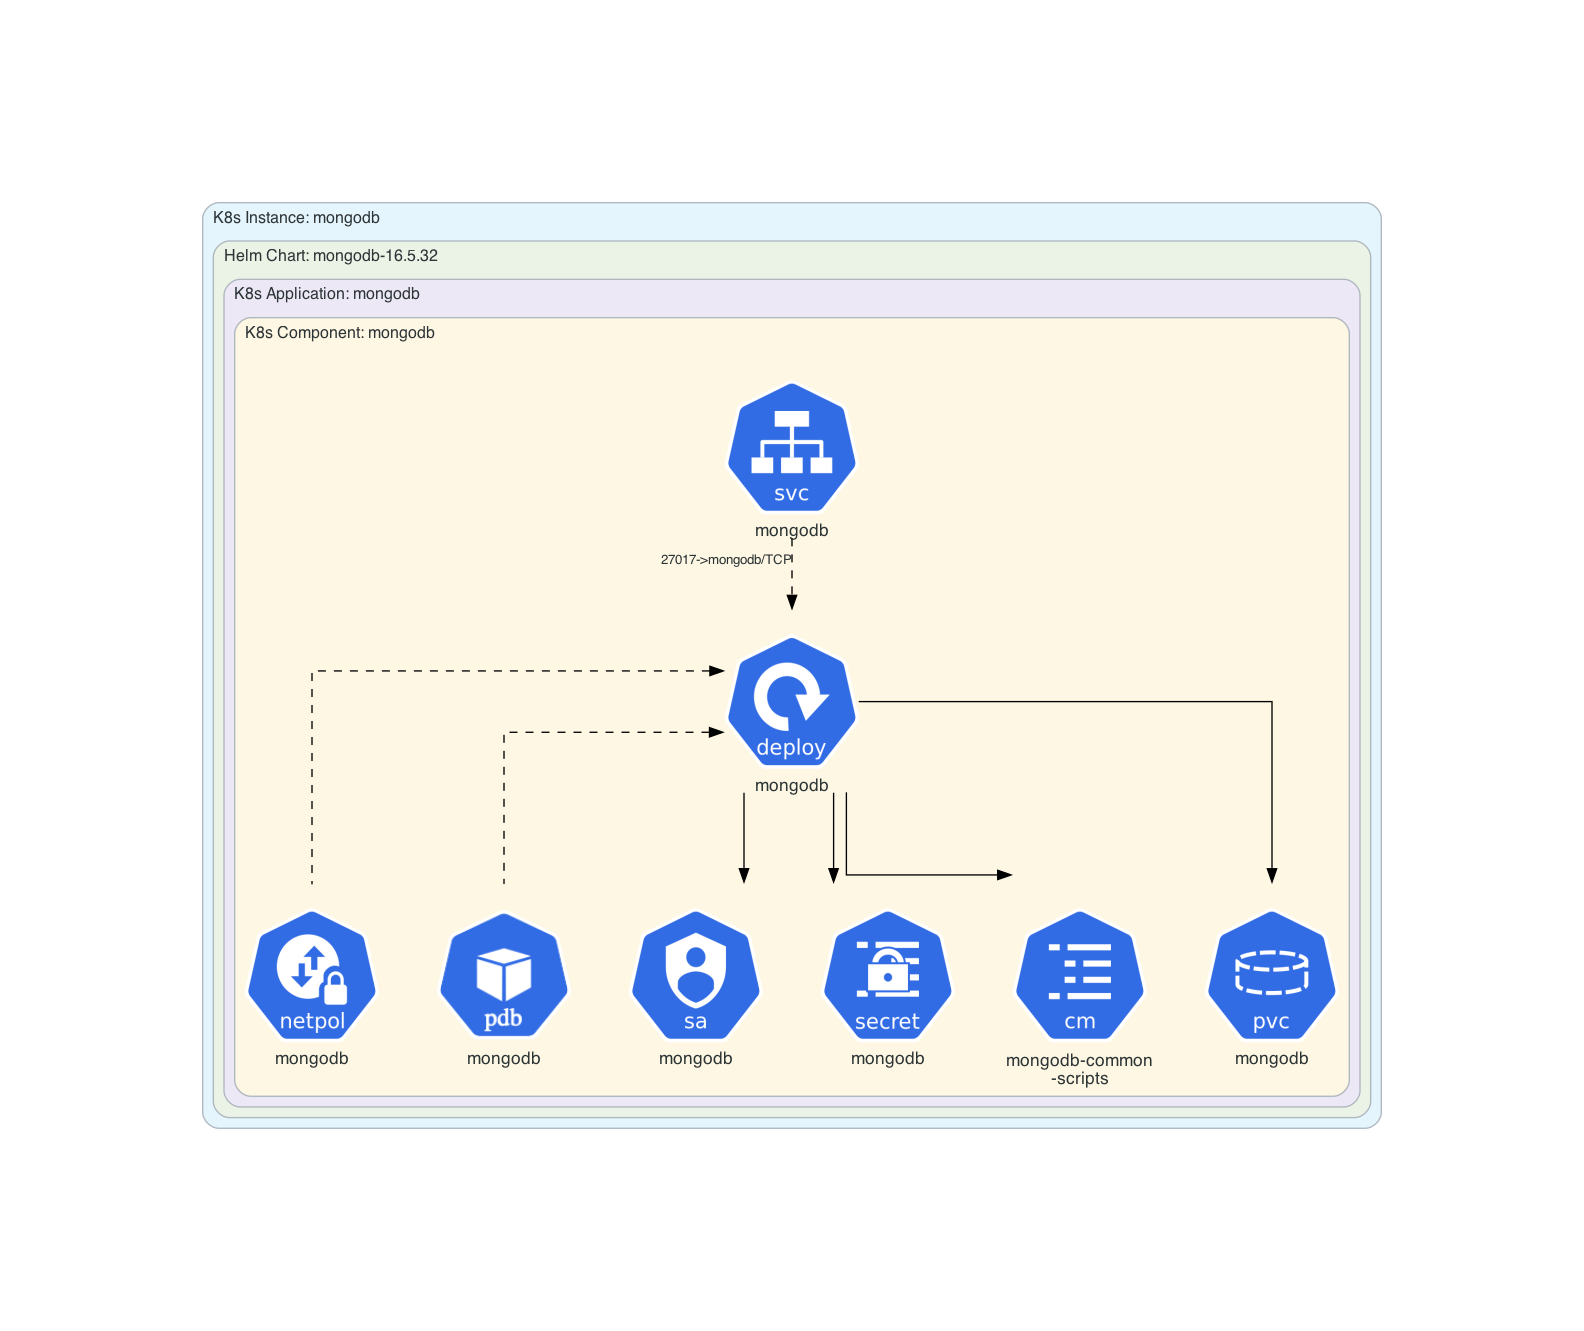 K8s Instance: mongodb
Helm Chart: mongodb-16.5.32
K8s Application: mongodb
K8s Component: mongodb
svc
mongodb
27017->mongodb/TCP
deploy
mongodb
netpol
mongodb
pdb
mongodb
sa
mongodb
secret
mongodb
cm
mongodb-common
-scripts
pvc
mongodb